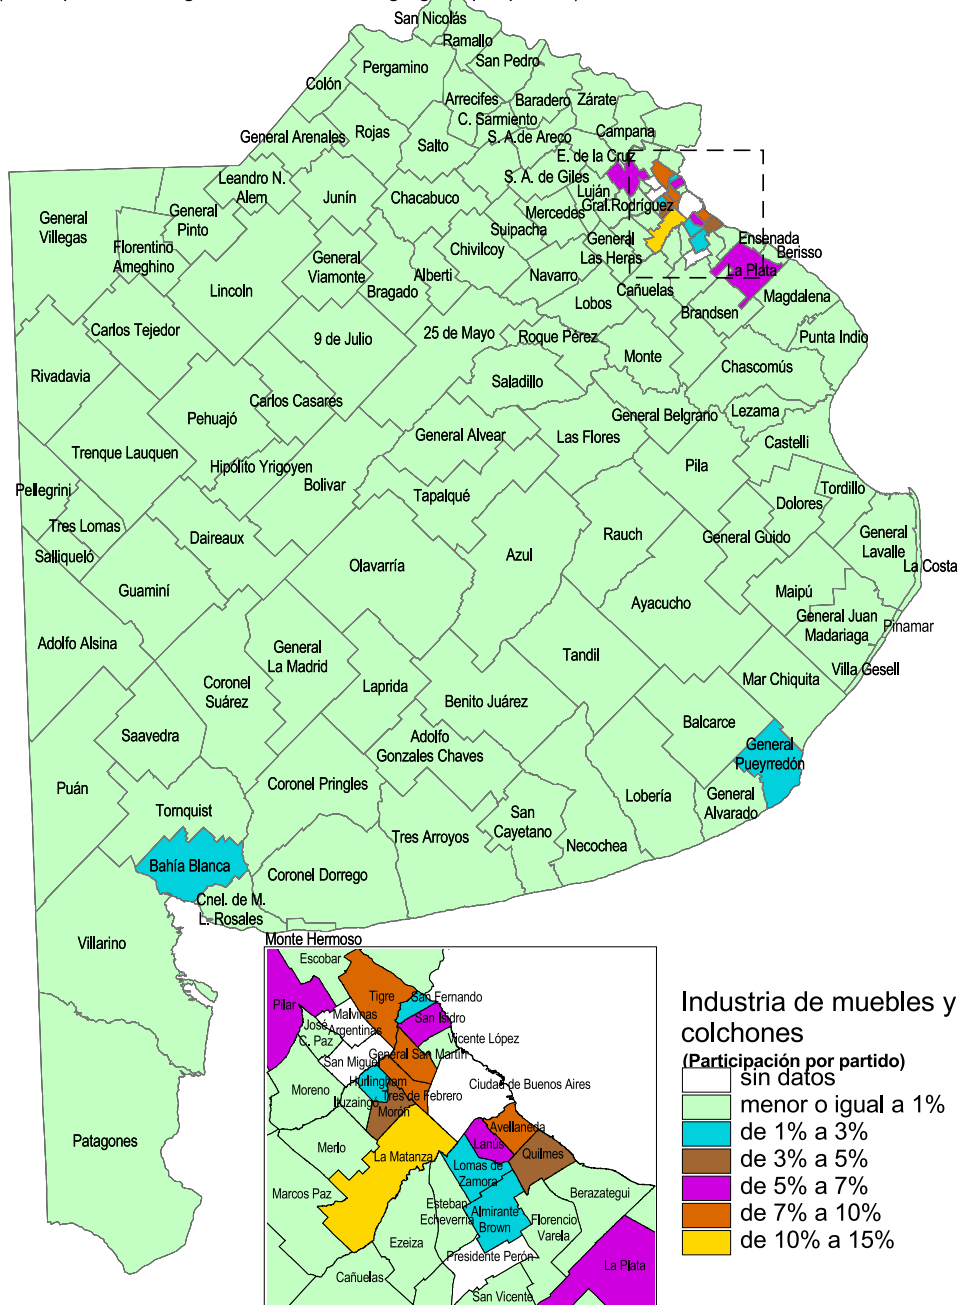 San Nicolás
Ramallo
San Pedro
Pergamino
Colón
Arrecifes
Baradero
Zárate
C. Sarmiento
General Arenales
Rojas
Salto
S. A. de Areco
Campana
E. de la Cruz
Leandro N.
Alem
Junín
Chacabuco
S. A. de Giles
Luján
General
Villegas
General
Pinto
Mercedes
Gral.Rodríguez
Suipacha
Florentino
Ameghino
General
Viamonte
Chivilcoy
General
Las Heras
Ensenada
Berisso
Lincoln
Bragado
Alberti
Navarro
La Plata
Cañuelas
Magdalena
Lobos
Brandsen
Carlos Tejedor
9 de Julio
25 de Mayo
Roque Pérez
Punta Indio
Monte
Chascomús
Rivadavia
Saladillo
Carlos Casares
Pehuajó
General Belgrano
Lezama
General Alvear
Las Flores
Castelli
Trenque Lauquen
Hipólito Yrigoyen
Pila
Bolivar
Pellegrini
Tapalqué
Tordillo
Dolores
Tres Lomas
Daireaux
Rauch
General Guido
General
Lavalle
Salliqueló
Azul
La Costa
Olavarría
Guaminí
Maipú
Ayacucho
General Juan
Madariaga
Pinamar
Adolfo Alsina
General
La Madrid
Tandil
Villa Gesell
Mar Chiquita
Coronel
Suárez
Laprida
Benito Juárez
Balcarce
Saavedra
Adolfo
Gonzales Chaves
General
Pueyrredón
Puán
Coronel Pringles
Lobería
General
Alvarado
Tornquist
San
Cayetano
Tres Arroyos
Necochea
Bahía Blanca
Coronel Dorrego
Cnel. de M.
L. Rosales
Villarino
Monte Hermoso
Patagones
Escobar
Pilar
Tigre
San Fernando
Malvinas
Argentinas
San Isidro
José
C. Paz
Vicente López
General San Martín
San Miguel
Hurlingham
Ciudad de Buenos Aires
Moreno
Ituzaingó
Tres de Febrero
Morón
Avellaneda
Merlo
La Matanza
Lanús
Quilmes
Lomas de
Zamora
Marcos Paz
Berazategui
Esteban
Echeverría
Almirante
Brown
Florencio
Varela
Ezeiza
Presidente Perón
La Plata
Cañuelas
San Vicente
Industria de muebles y
colchones
(Participación por partido)
sin datos
menor o igual a 1%
de 1% a 3%
de 3% a 5%
de 5% a 7%
de 7% a 10%
de 10% a 15%